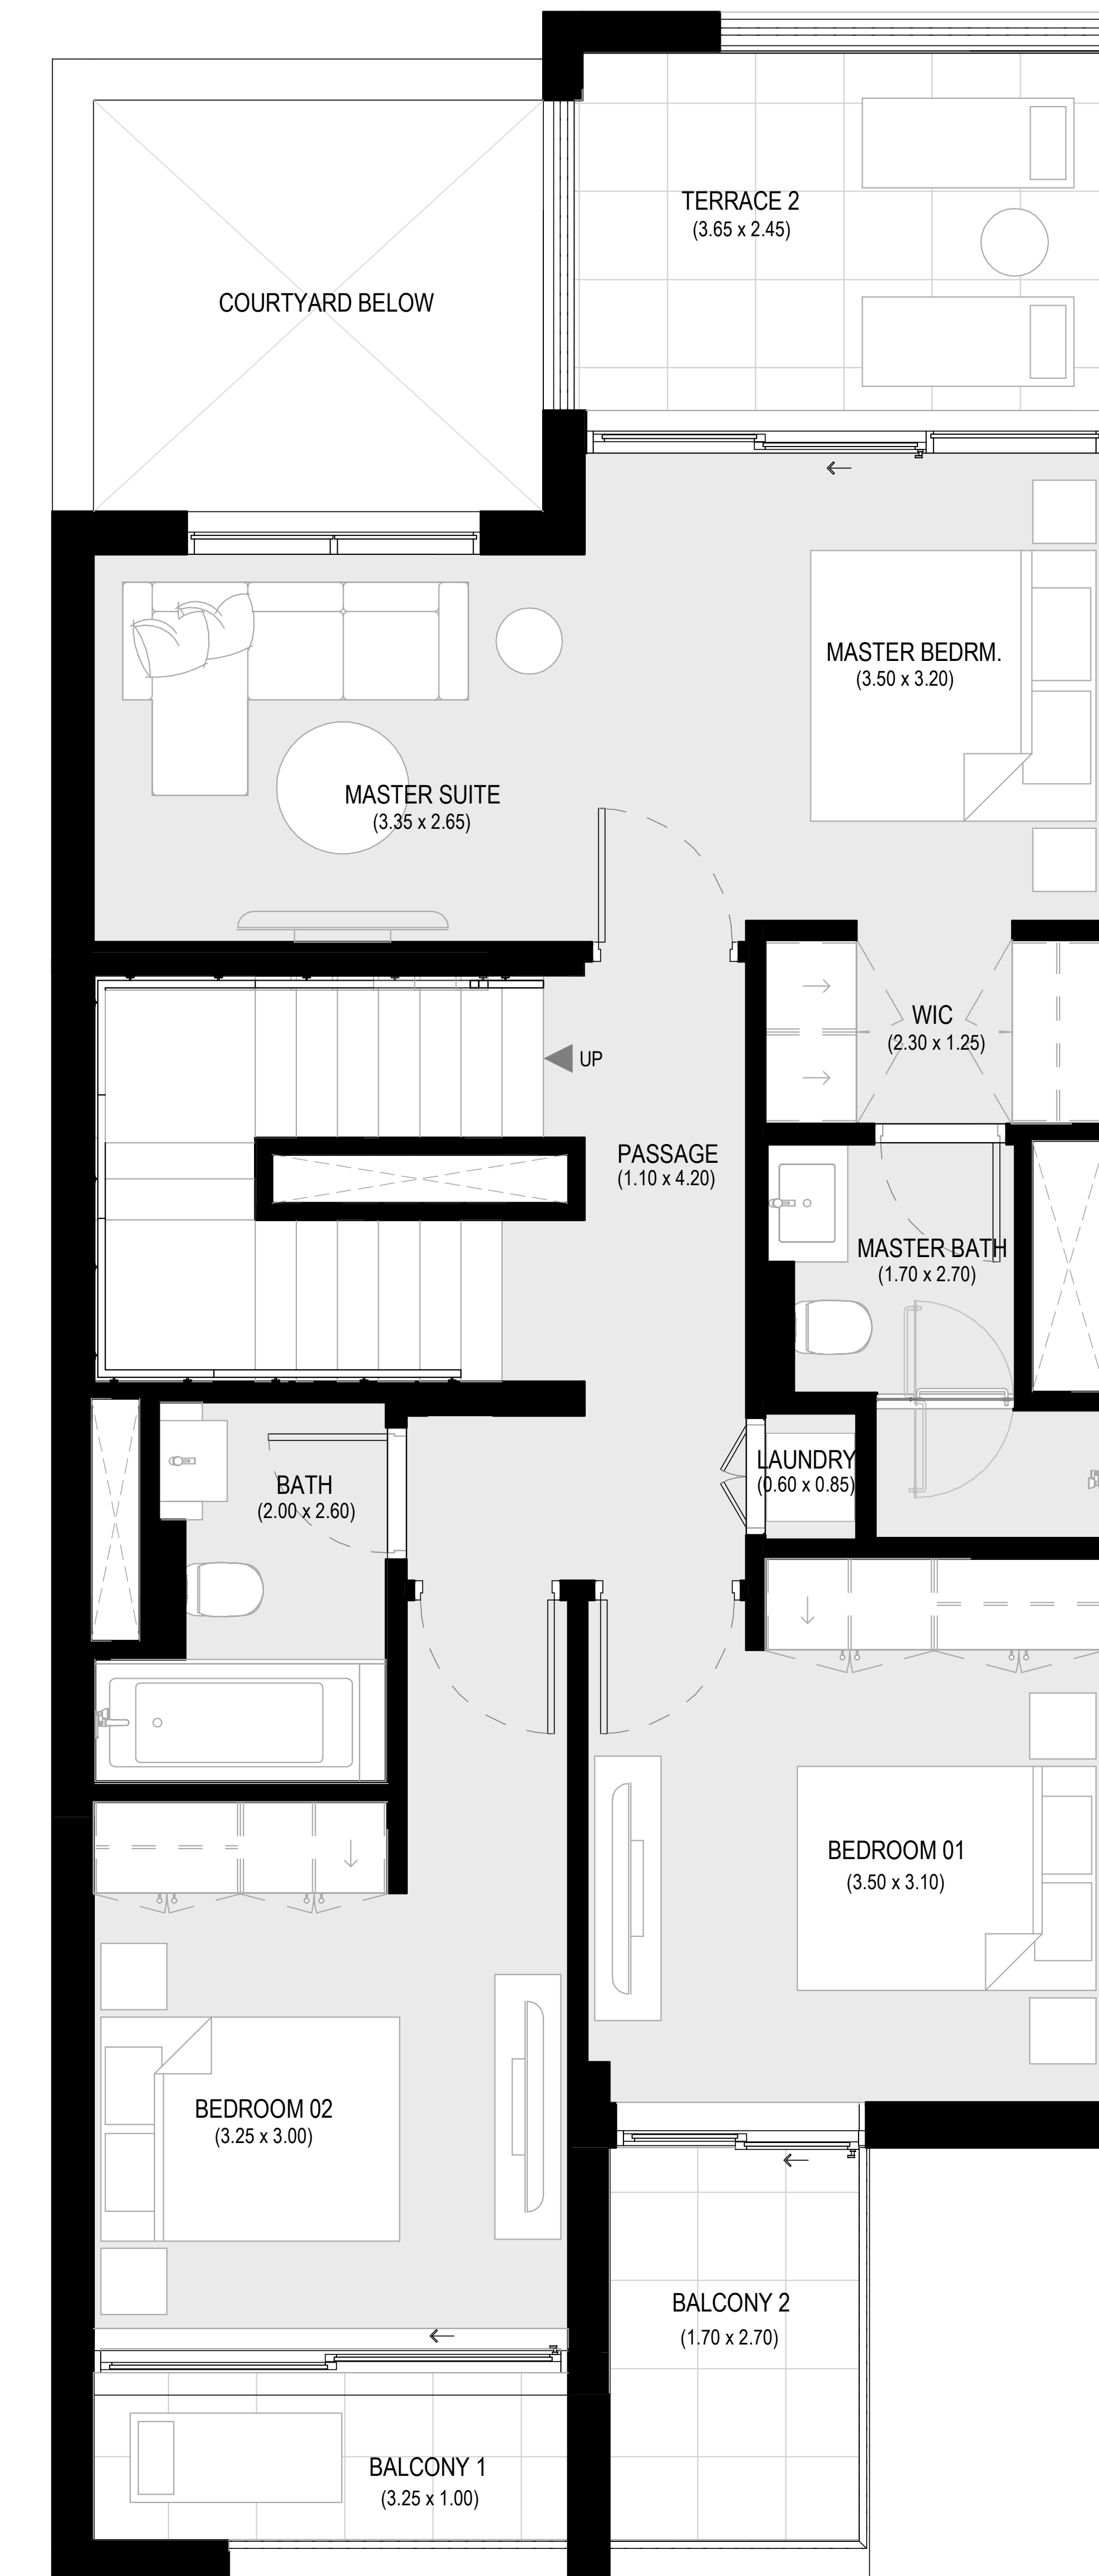 TERRACE 2
(3.65 x 2.45)
COURTYARD BELOW
MASTER BEDRM.
(3.50 x 3.20)
MASTER SUITE
(3.35 x 2.65)
WIC
(2.30 x 1.25)
UP
PASSAGE
(1.10 x 4.20)
MASTER BATH
(1.70 x 2.70)
LAUNDRY
(0.60 x 0.85)
BATH
(2.00 x 2.60)
BEDROOM 01
(3.50 x 3.10)
BEDROOM 02
(3.25 x 3.00)
BALCONY 2
(1.70 x 2.70)
BALCONY 1
(3.25 x 1.00)